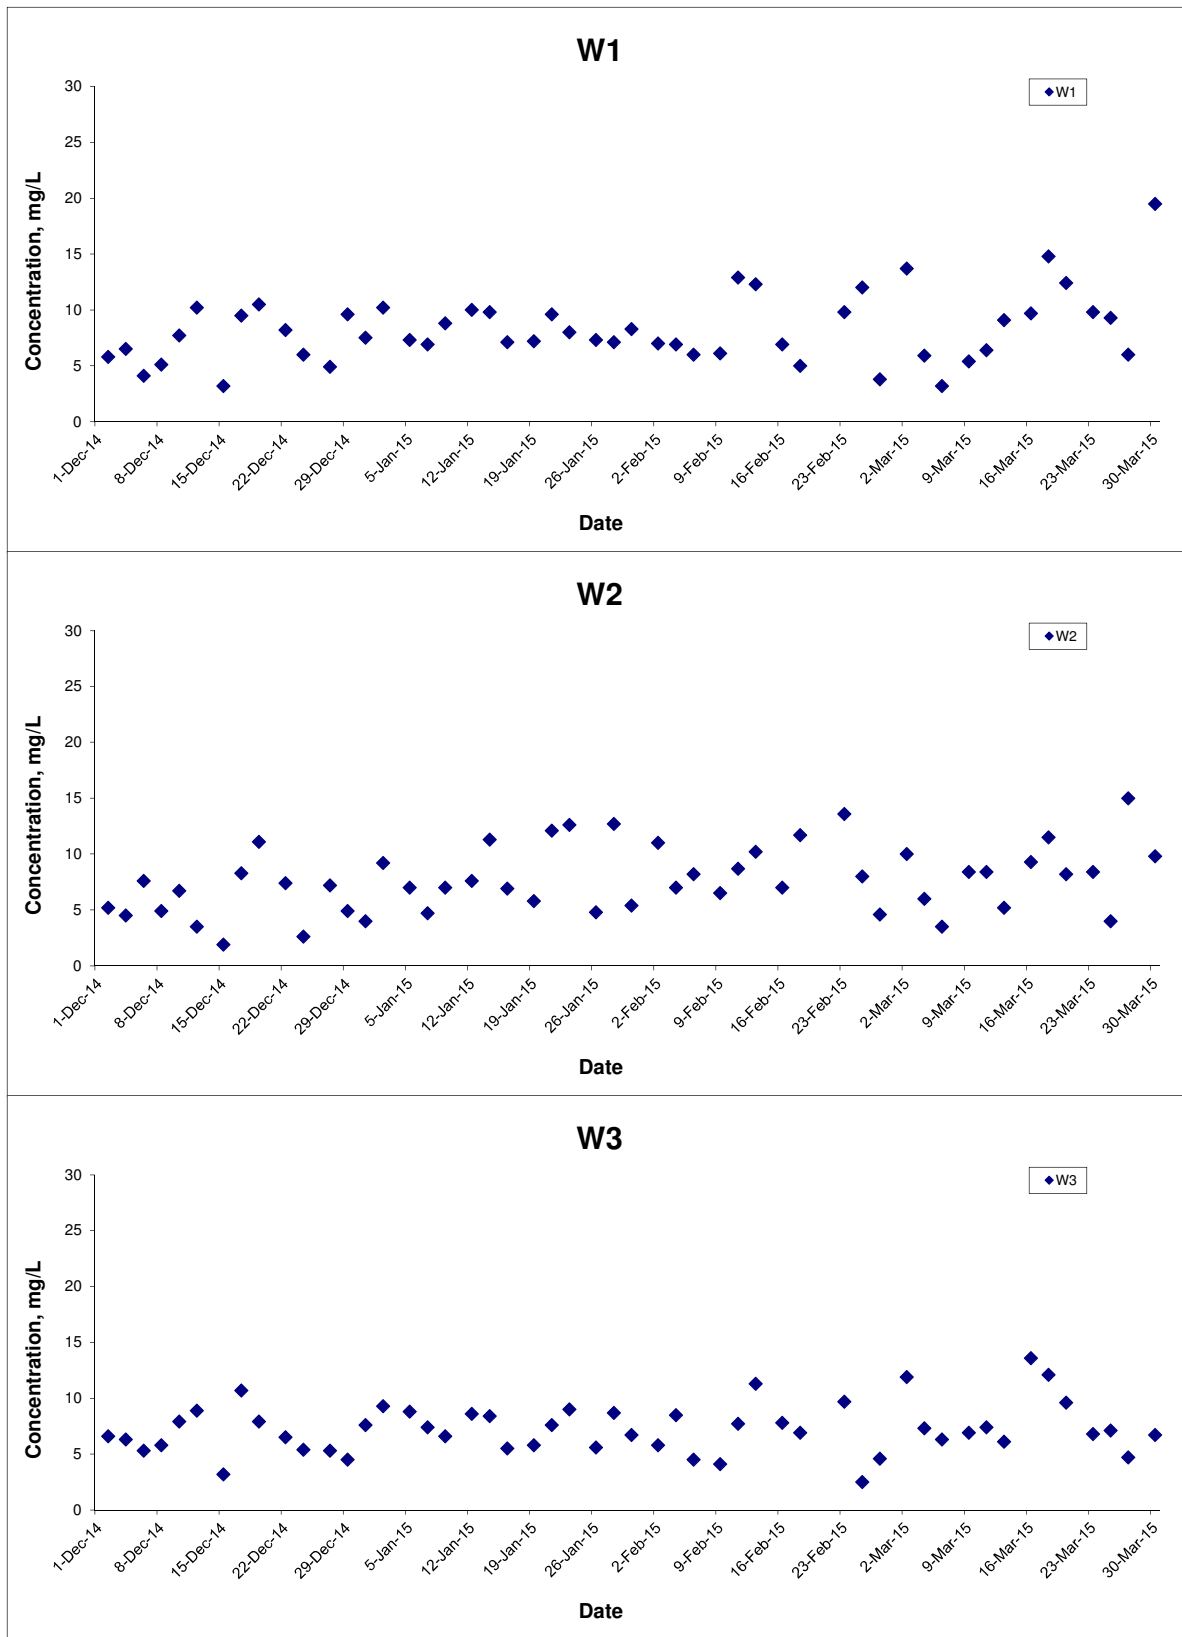 W1
W1
30
25
20
15
10
5
0
Concentration, mg/L
1-Dec-14 8-Dec-14 15-Dec-14 22-Dec-14 29-Dec-14 5-Jan-15 12-Jan-15 19-Jan-15 26-Jan-15 2-Feb-15 9-Feb-15 16-Feb-15 23-Feb-15 2-Mar-15 9-Mar-15 16-Mar-15 23-Mar-15 30-Mar-15
Date
W2
W2
30
25
20
15
10
5
0
Concentration, mg/L
1-Dec-14 8-Dec-14 15-Dec-14 22-Dec-14 29-Dec-14 5-Jan-15 12-Jan-15 19-Jan-15 26-Jan-15 2-Feb-15 9-Feb-15 16-Feb-15 23-Feb-15 2-Mar-15 9-Mar-15 16-Mar-15 23-Mar-15 30-Mar-15
Date
W3
W3
30
25
20
15
10
5
0
Concentration, mg/L
1-Dec-14 8-Dec-14 15-Dec-14 22-Dec-14 29-Dec-14 5-Jan-15 12-Jan-15 19-Jan-15 26-Jan-15 2-Feb-15 9-Feb-15 16-Feb-15 23-Feb-15 2-Mar-15 9-Mar-15 16-Mar-15 23-Mar-15 30-Mar-15
Date